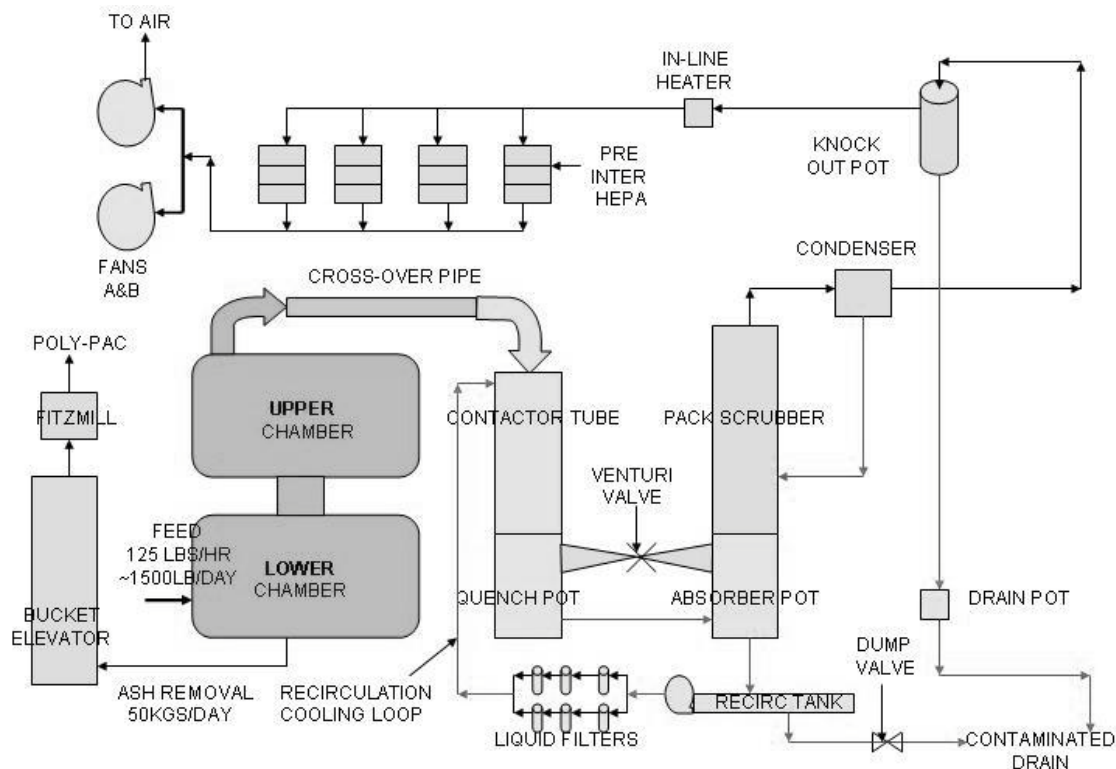 TO AIR
IN-LINE
HEATER
KNOCK
OUT POT
PRE
INTER
HEPA
FANS
A&B
CONDENSER
CROSS-OVER PIPE
POLY-PAC
FITZMILL
UPPER
CHAMBER
CONTACTOR TUBE
PACK SCRUBBER
VENTURI
VALVE
FEED
125 LBS/HR
~1500LB/DAY
LOWER
CHAMBER
BUCKET
ELEVATOR
QUENCH POT
ABSORBER POT
DRAIN POT
DUMP
VALVE
ASH REMOVAL
50KGS/DAY
RECIRCULATION
COOLING LOOP
LIQUID FILTERS
RECIRC TANK
CONTAMINATED
DRAIN